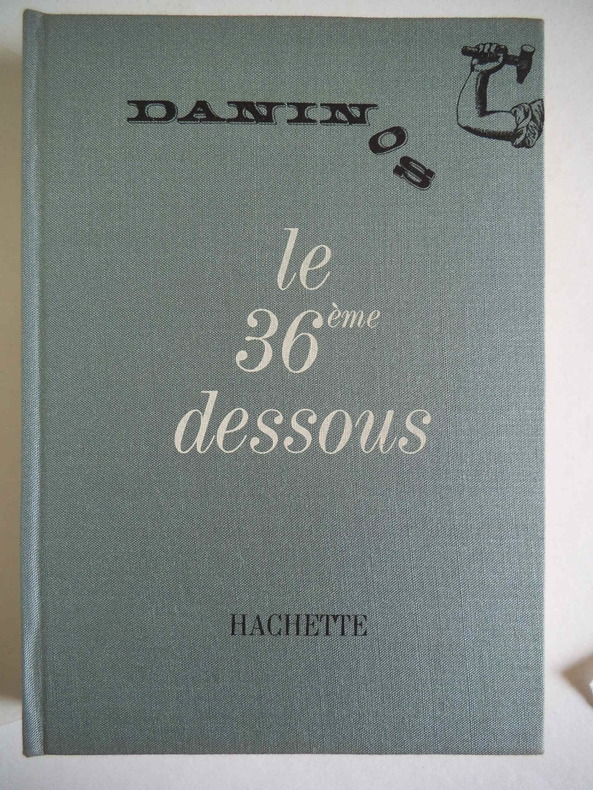 DANINOS
le
36ème
dessous
HACHETTE